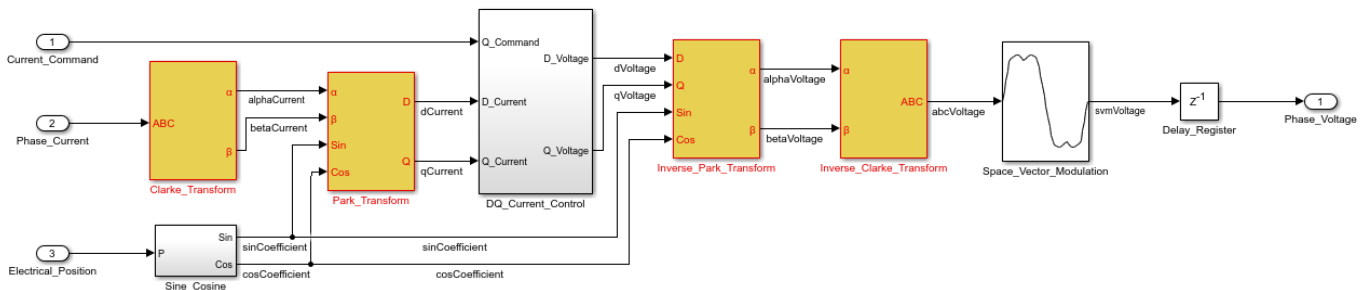 1
Current_Command
2
Phase_Current
ABC
α
β
Clarke_Transform
alphaCurrent
betaCurrent
α
β
Sin
Cos
D
Q
Park_Transform
dCurrent
qCurrent
Q_Command
D_Current
Q_Current
D_Voltage
Q_Voltage
DQ_Current_Control
dVoltage
qVoltage
D
Q
Sin
Cos
α
β
Inverse_Park_Transform
alphaVoltage
betaVoltage
α
β
ABC
Inverse_Clarke_Transform
abcVoltage
Space_Vector_Modulation
svmVoltage
z-1
Delay_Register
1
Phase_Voltage
3
Electrical_Position
P
Sin
Cos
Sine_Cosine
sinCoefficient
cosCoefficient
sinCoefficient
cosCoefficient